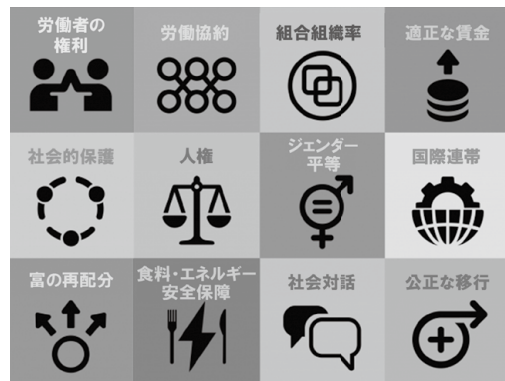 労働者の
権利
労働協約
組合組織率
適正な賃金
社会的保護
人権
ジェンダー
平等
国際連帯
富の再配分
食料・エネルギー
安全保障
社会対話
公正な移行